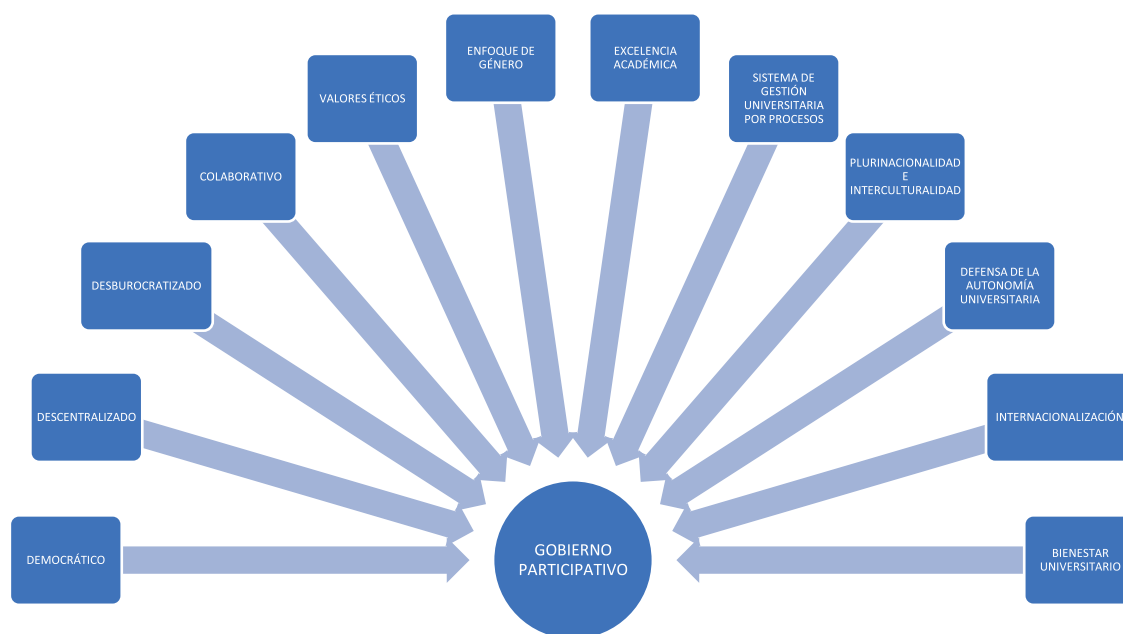 ENFOQUE DE
GÉNERO
EXCELENCIA
ACADÉMICA
VALORES ÉTICOS
SISTEMA DE
GESTIÓN
UNIVERSITARIA
POR PROCESOS
COLABORATIVO
PLURINACIONALIDAD
E
INTERCULTURALIDAD
DESBUROCRATIZADO
DEFENSA DE LA
AUTONOMÍA
UNIVERSITARIA
DESCENTRALIZADO
INTERNACIONALIZACIÓN
DEMOCRÁTICO
GOBIERNO
PARTICIPATIVO
BIENESTAR
UNIVERSITARIO